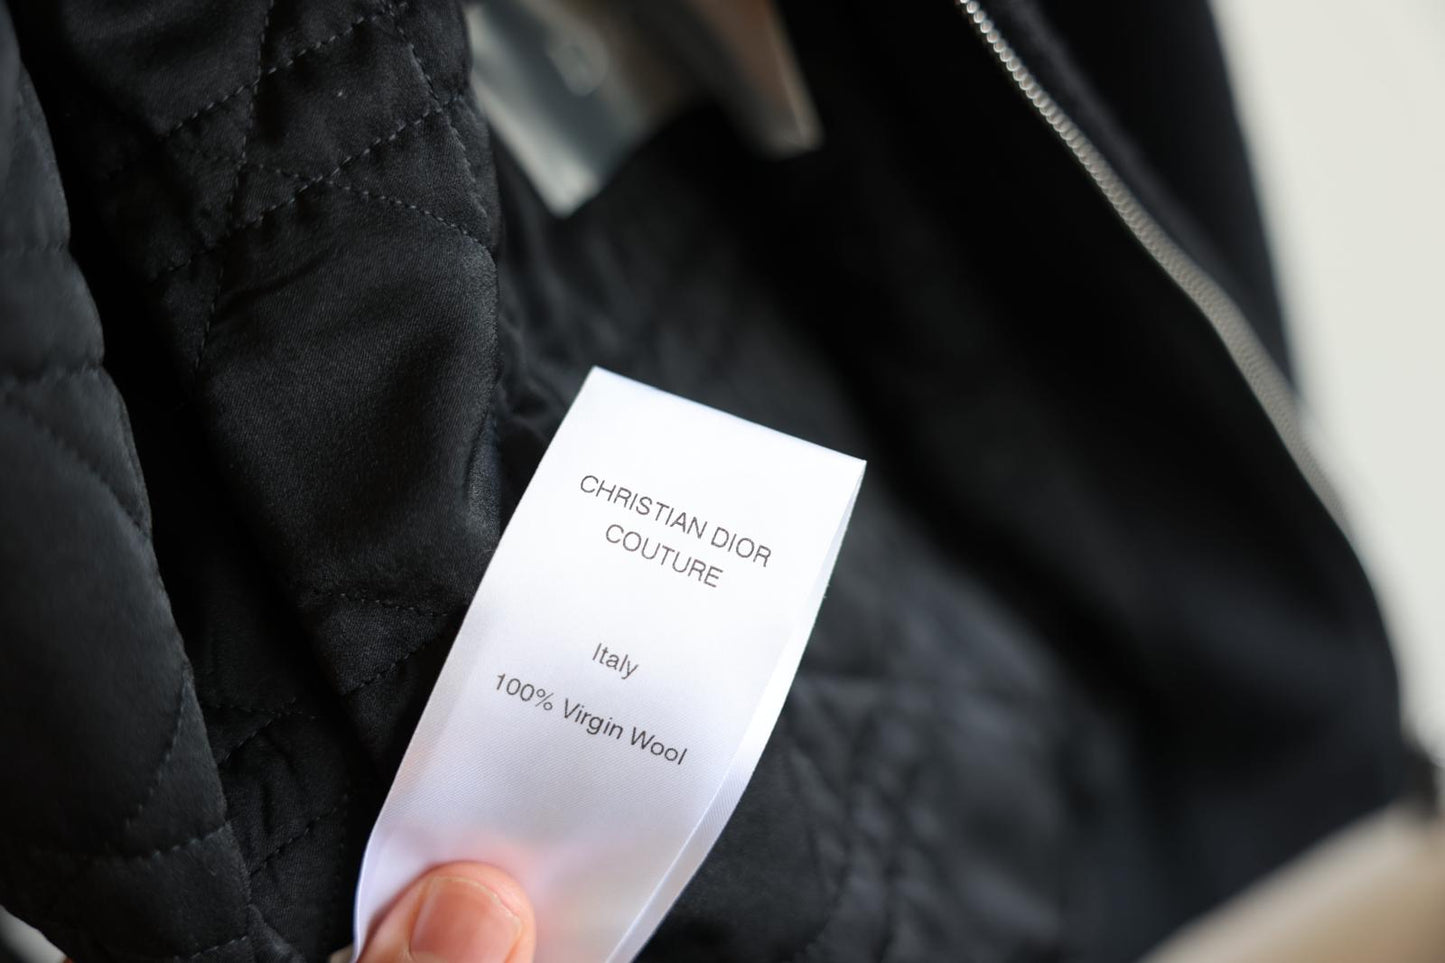 CHRISTIAN DIOR
COUTURE
Italy
100% Virgin Wool